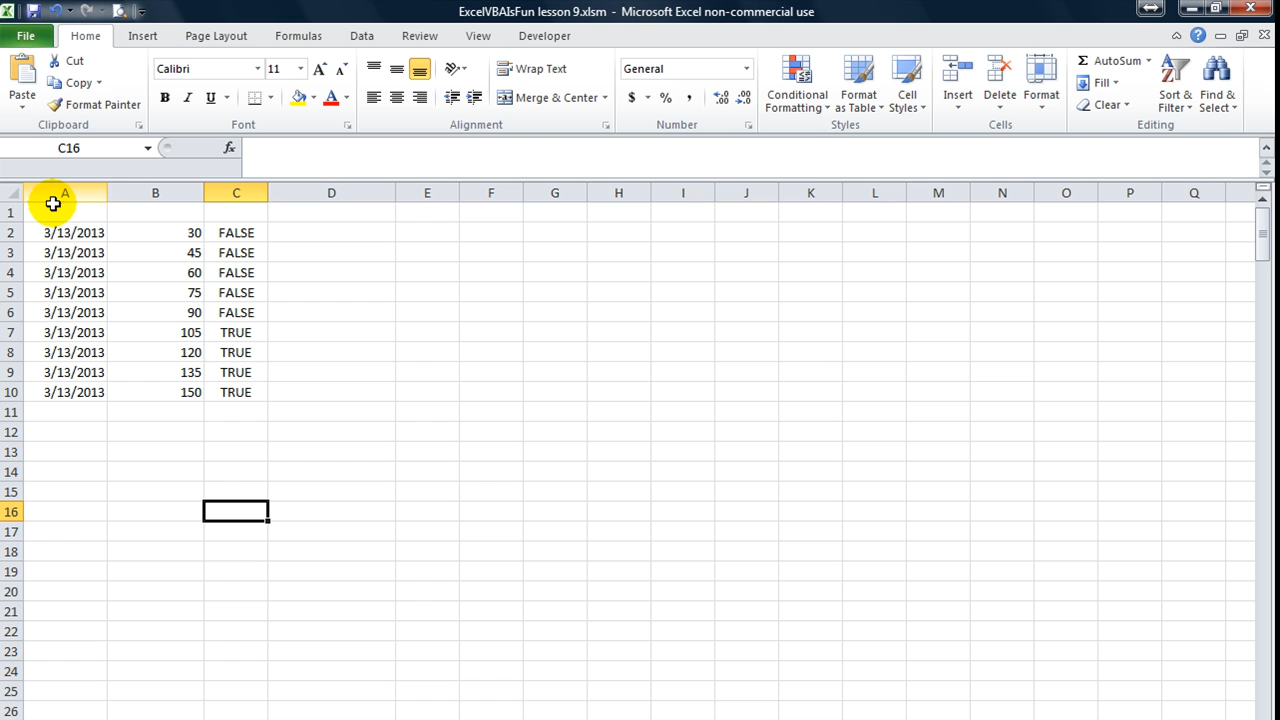 ExcelVBAIsFun lesson 9.xlsm - Microsoft Excel non-commercial use
File Home Insert Page Layout Formulas Data Review View Developer
Paste
Cut
Copy
Format Painter
Clipboard
Calibri 11
B I U
Font
Wrap Text
Merge & Center
Alignment
General
$ % ,
Number
Conditional Formatting
Format as Table
Cell Styles
Styles
Insert Delete Format
Cells
Σ AutoSum
Fill
Clear
Sort & Filter
Find & Select
Editing
C16 fx
A B C D E F G H I J K L M N O P Q
1
2 3/13/2013 30 FALSE
3 3/13/2013 45 FALSE
4 3/13/2013 60 FALSE
5 3/13/2013 75 FALSE
6 3/13/2013 90 FALSE
7 3/13/2013 105 TRUE
8 3/13/2013 120 TRUE
9 3/13/2013 135 TRUE
10 3/13/2013 150 TRUE
11
12
13
14
15
16
17
18
19
20
21
22
23
24
25
26